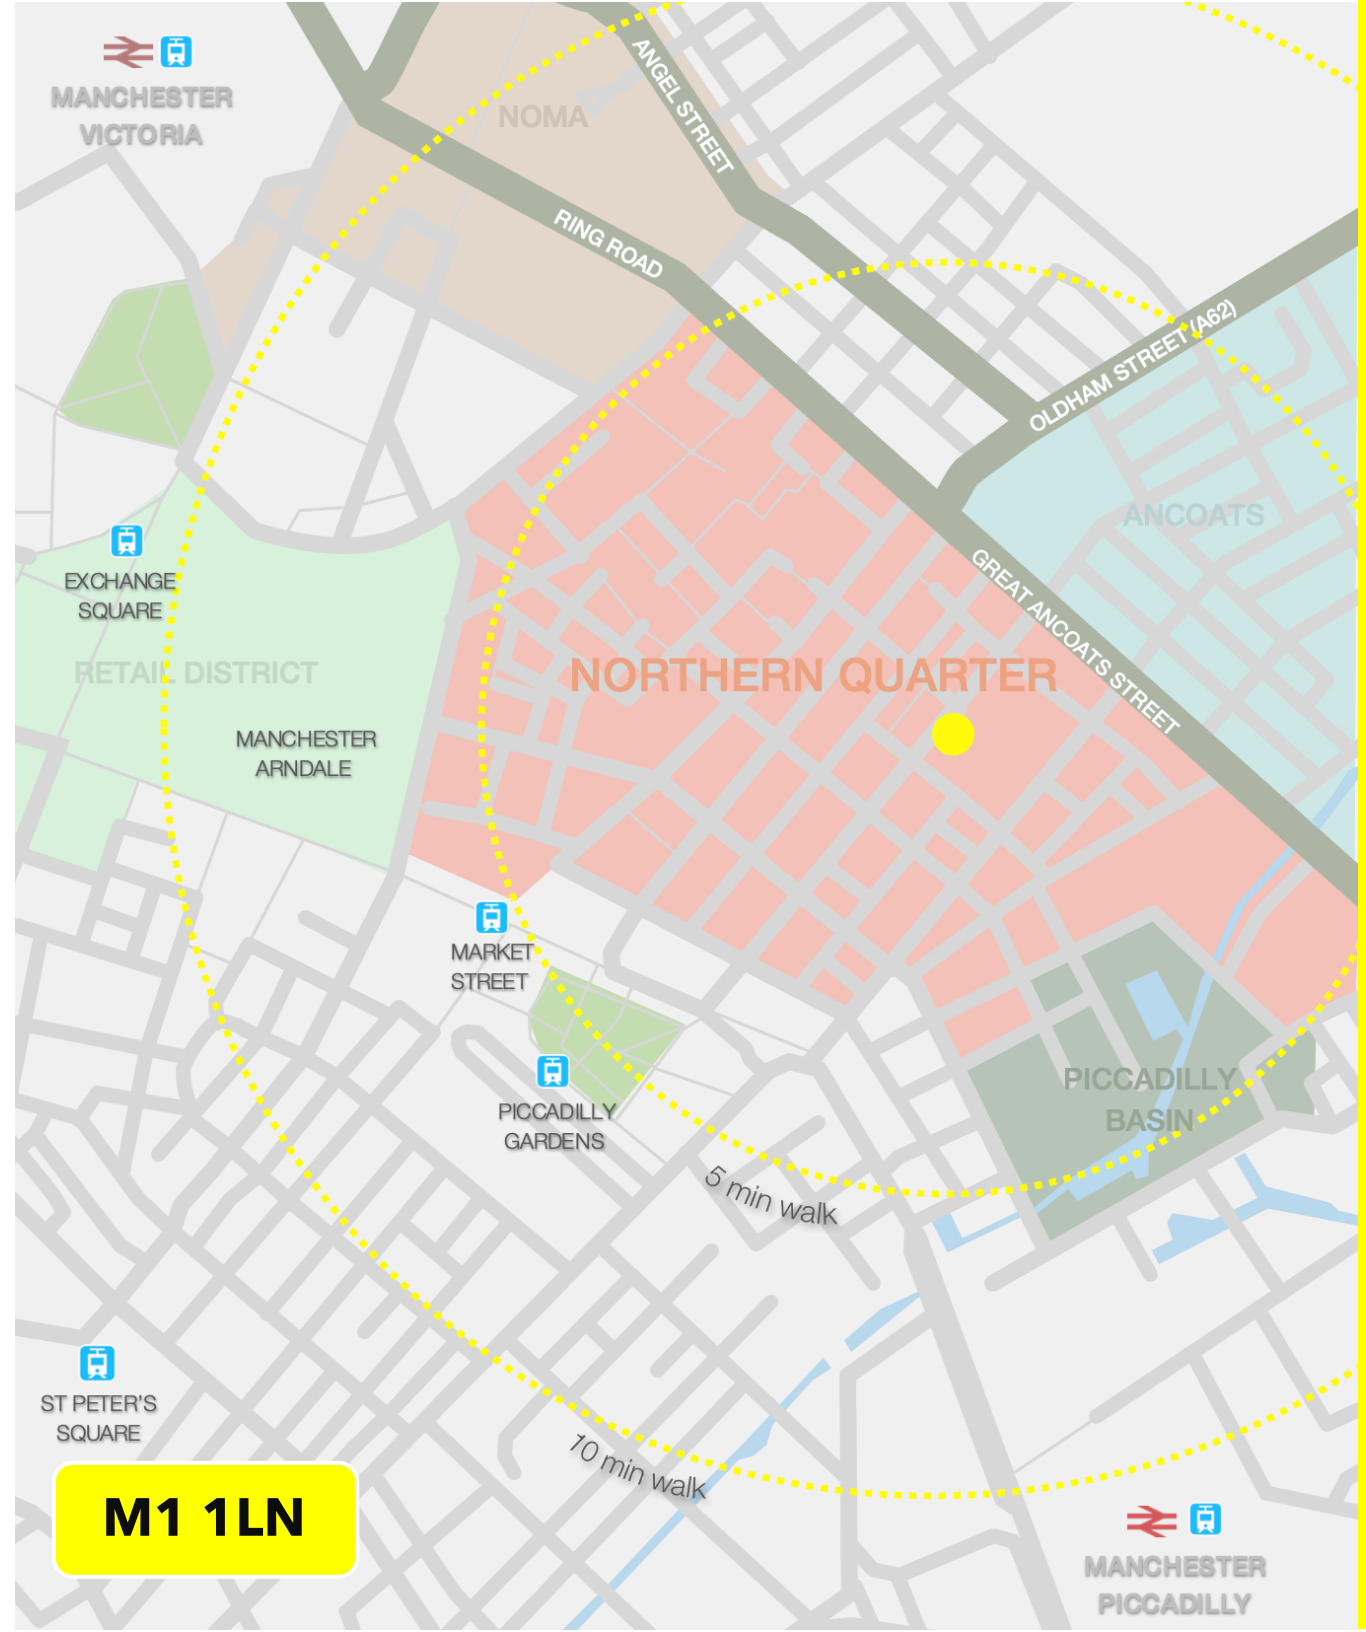 MANCHESTER
VICTORIA
NOMA
ANGEL STREET
RING ROAD
OLDHAM STREET (A62)
ANCOATS
EXCHANGE
SQUARE
GREAT ANCOATS STREET
RETAIL DISTRICT
NORTHERN QUARTER
MANCHESTER
ARNDALE
MARKET
STREET
PICCADILLY
GARDENS
PICCADILLY
BASIN
5 min walk
ST PETER'S
SQUARE
10 min walk
M1 1LN
MANCHESTER
PICCADILLY